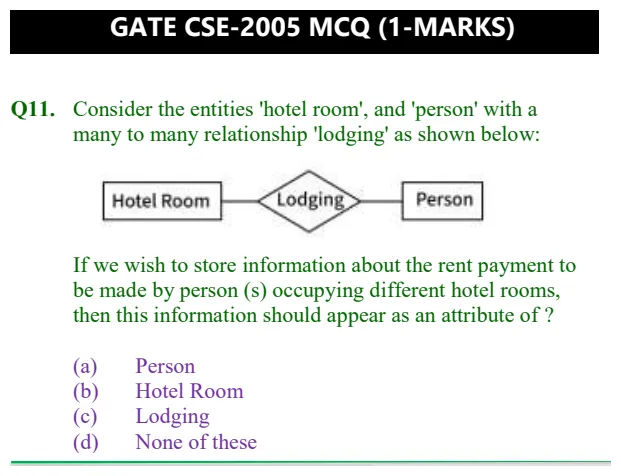 GATE CSE-2005 MCQ (1-MARKS)
Q11. Consider the entities 'hotel room', and 'person' with a
many to many relationship 'lodging' as shown below:
Hotel Room Lodging Person
If we wish to store information about the rent payment to
be made by person (s) occupying different hotel rooms,
then this information should appear as an attribute of ?
(a) Person
(b) Hotel Room
(c) Lodging
(d) None of these